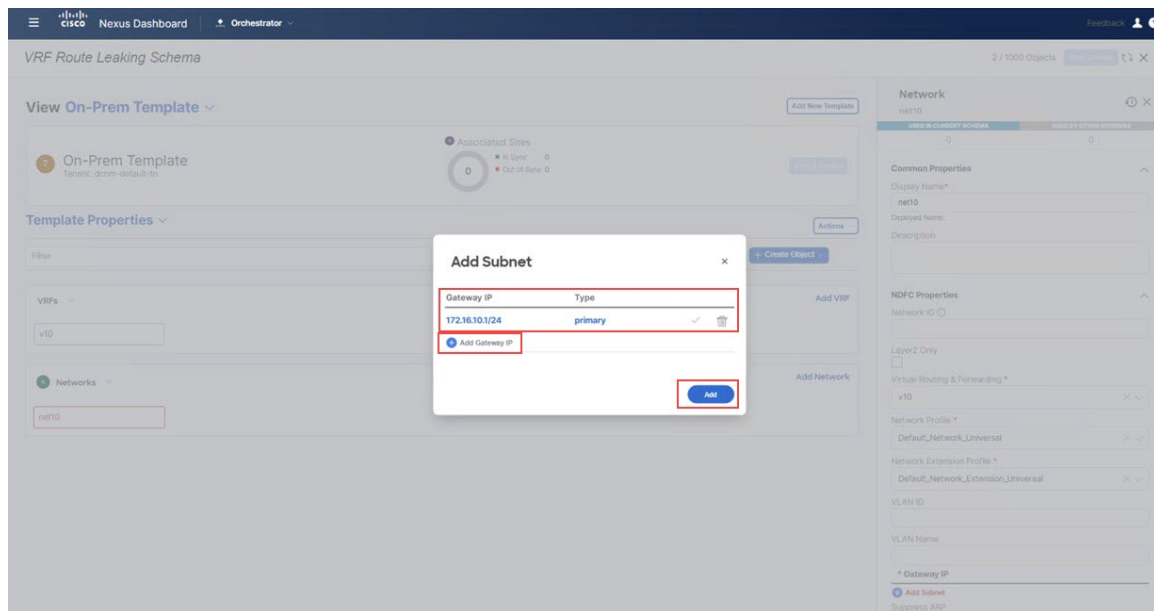 cisco Nexus Dashboard Orchestrator Feedback
VRF Route Leaking Schema 2 / 1000 Objects
View On-Prem Template Add New Template
On-Prem Template
Tenant: dcnm-default-tn
Associated Sites
0
In Sync 0
Out of Sync 0
Template Properties Actions
Filter + Create Object
VRFs Add VRF
v10
Networks Add Network
net10
Add Subnet
Gateway IP Type
172.16.10.1/24 primary
Add Gateway IP
Add
Network
net10
USED IN CURRENT SCHEMA USED BY OTHER SCHEMAS
0 0
Common Properties
Display Name*
net10
Deployed Name:
Description
NDFC Properties
Network ID
Layer2 Only
Virtual Routing & Forwarding *
v10
Network Profile *
Default_Network_Universal
Network Extension Profile *
Default_Network_Extension_Universal
VLAN ID
VLAN Name
* Gateway IP
Add Subnet
Suppress ARP